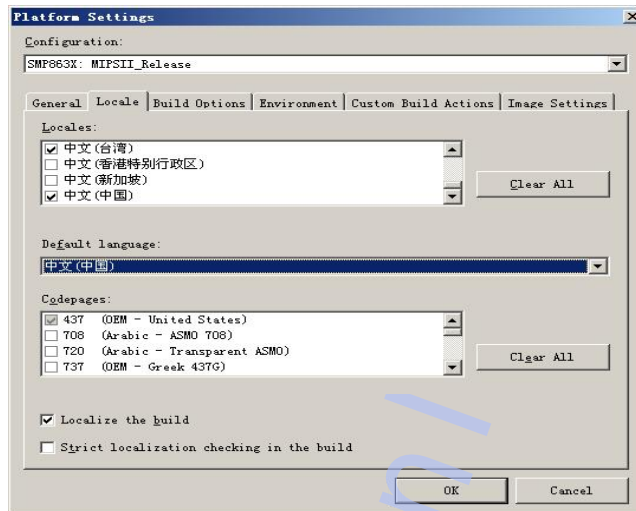 Platform Settings
Configuration:
SMP863X: MIPSII_Release
General Locale Build Options Environment Custom Build Actions Image Settings
Locales:
中文(台湾)
中文(香港特别行政区)
中文(新加坡)
中文(中国)
Clear All
Default language:
中文(中国)
Codepages:
437 (OEM - United States)
708 (Arabic - ASMO 708)
720 (Arabic - Transparent ASMO)
737 (OEM - Greek 437G)
Clear All
Localize the build
Strict localization checking in the build
OK Cancel